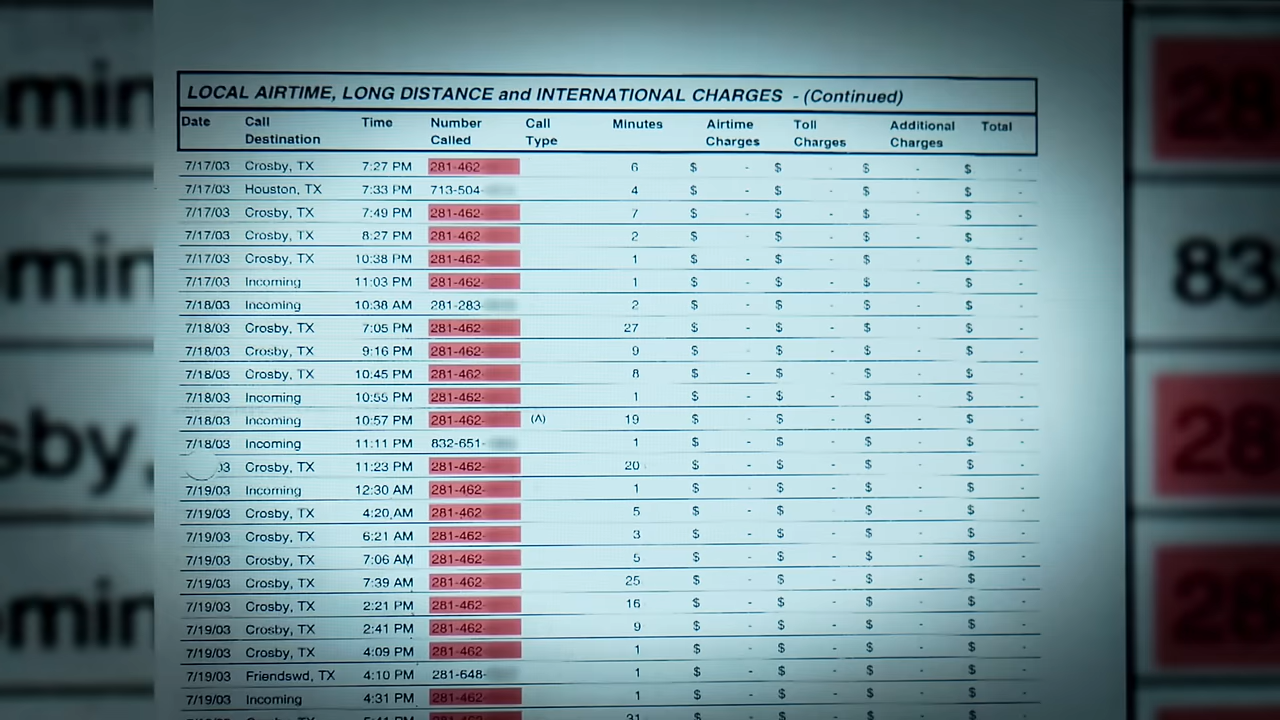 LOCAL AIRTIME, LONG DISTANCE and INTERNATIONAL CHARGES - (Continued)
Date Call Destination Time Number Called Call Type Minutes Airtime Charges Toll Charges Additional Charges Total
7/17/03 Crosby, TX 7:27 PM 281-462- 6 $ - $ - $ - $ -
7/17/03 Houston, TX 7:33 PM 713-504- 4 $ - $ - $ - $ -
7/17/03 Crosby, TX 7:49 PM 281-462- 7 $ - $ - $ - $ -
7/17/03 Crosby, TX 8:27 PM 281-462- 2 $ - $ - $ - $ -
7/17/03 Crosby, TX 10:38 PM 281-462- 1 $ - $ - $ - $ -
7/17/03 Incoming 11:03 PM 281-462- 1 $ - $ - $ - $ -
7/18/03 Incoming 10:38 AM 281-283- 2 $ - $ - $ - $ -
7/18/03 Crosby, TX 7:05 PM 281-462- 27 $ - $ - $ - $ -
7/18/03 Crosby, TX 9:16 PM 281-462- 9 $ - $ - $ - $ -
7/18/03 Crosby, TX 10:45 PM 281-462- 8 $ - $ - $ - $ -
7/18/03 Incoming 10:55 PM 281-462- 1 $ - $ - $ - $ -
7/18/03 Incoming 10:57 PM 281-462- (A) 19 $ - $ - $ - $ -
7/18/03 Incoming 11:11 PM 832-651- 1 $ - $ - $ - $ -
03 Crosby, TX 11:23 PM 281-462- 20 $ - $ - $ - $ -
7/19/03 Incoming 12:30 AM 281-462- 1 $ - $ - $ - $ -
7/19/03 Crosby, TX 4:20 AM 281-462- 5 $ - $ - $ - $ -
7/19/03 Crosby, TX 6:21 AM 281-462- 3 $ - $ - $ - $ -
7/19/03 Crosby, TX 7:06 AM 281-462- 5 $ - $ - $ - $ -
7/19/03 Crosby, TX 7:39 AM 281-462- 25 $ - $ - $ - $ -
7/19/03 Crosby, TX 2:21 PM 281-462- 16 $ - $ - $ - $ -
7/19/03 Crosby, TX 2:41 PM 281-462- 9 $ - $ - $ - $ -
7/19/03 Crosby, TX 4:09 PM 281-462- 1 $ - $ - $ - $ -
7/19/03 Friendswd, TX 4:10 PM 281-648- 1 $ - $ - $ - $ -
7/19/03 Incoming 4:31 PM 281-462- 1 $ - $ - $ - $ -